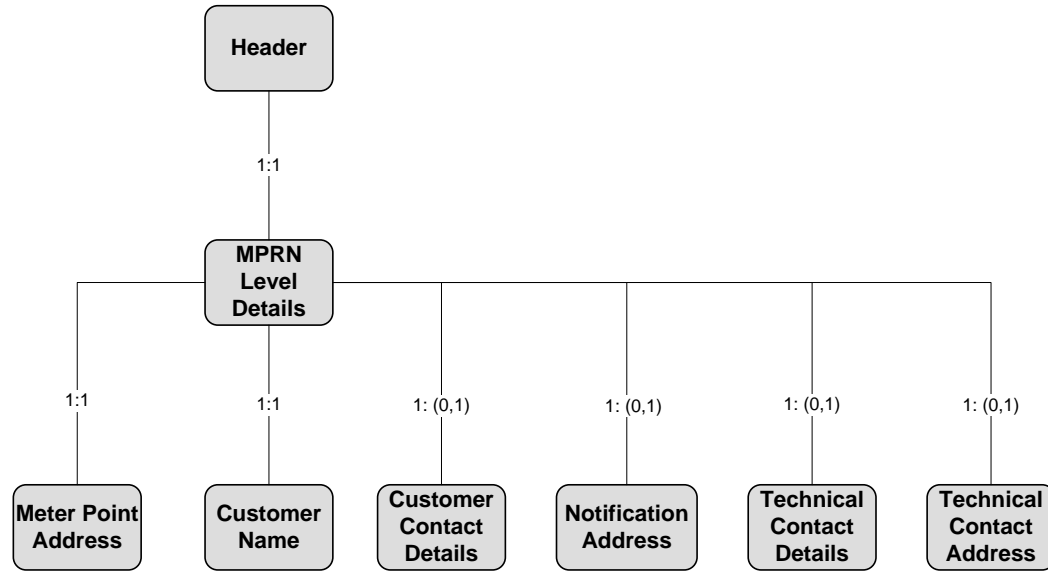 Header
1:1
MPRN
Level
Details
1:1
1:1
1: (0,1)
1: (0,1)
1: (0,1)
1: (0,1)
Meter Point
Address
Customer
Name
Customer
Contact
Details
Notification
Address
Technical
Contact
Details
Technical
Contact
Address